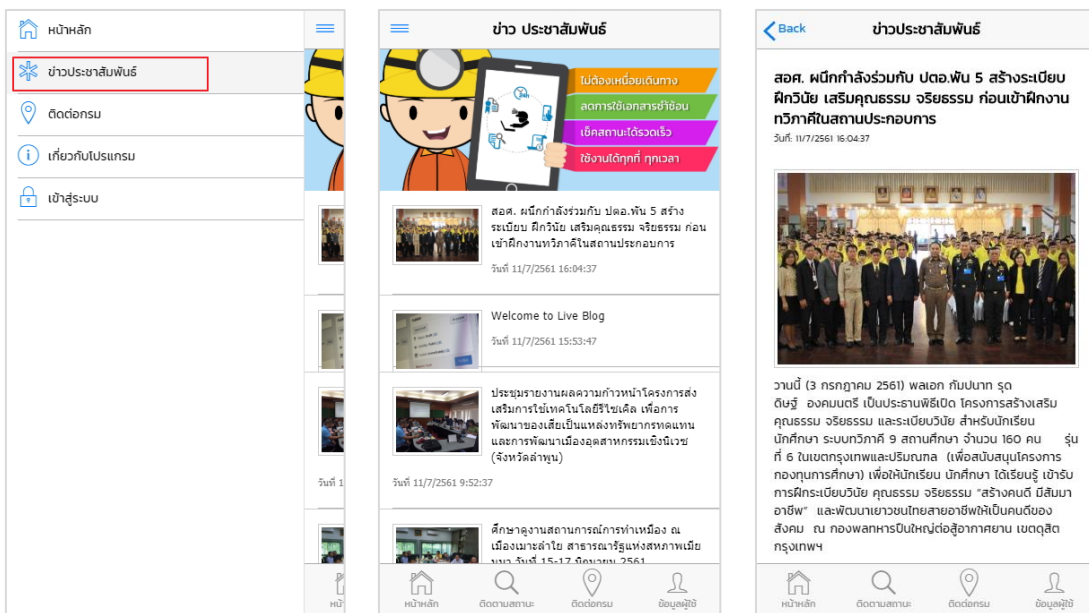 หน้าหลัก
ข่าวประชาสัมพันธ์
ติดต่อกรม
เกี่ยวกับโปรแกรม
เข้าสู่ระบบ
วันที่ 1
หน้า
ข่าว ประชาสัมพันธ์
ไม่ต้องเหนื่อยเดินทาง
ลดการใช้เอกสารซ้ำซ้อน
เช็คสถานะได้รวดเร็ว
ใช้งานได้ทุกที่ ทุกเวลา
24h
สอศ. ผนึกกำลังร่วมกับ ปตอ.พัน 5 สร้าง
ระเบียบ ฝึกวินัย เสริมคุณธรรม จริยธรรม ก่อน
เข้าฝึกงานทวิภาคีในสถานประกอบการ
วันที่ 11/7/2561 16:04:37
Welcome to Live Blog
วันที่ 11/7/2561 15:53:47
ประชุมรายงานผลความก้าวหน้าโครงการส่ง
เสริมการใช้เทคโนโลยีรีไซเคิล เพื่อการ
พัฒนาของเสียเป็นแหล่งทรัพยากรทดแทน
และการพัฒนาเมืองอุตสาหกรรมเชิงนิเวช
(จังหวัดลำพูน)
วันที่ 11/7/2561 9:52:37
ศึกษาดูงานสถานการณ์การทำเหมือง ณ
เมืองเมาะลำใย สาธารณารัฐแห่งสหภาพเมีย
นมา วันที่ 15-17 มิถุนายน 2561
หน้าหลัก
ติดตามสถานะ
ติดต่อกรม
ข้อมูลผู้ใช้
Back
ข่าวประชาสัมพันธ์
สอศ. ผนึกกำลังร่วมกับ ปตอ.พัน 5 สร้างระเบียบ
ฝึกวินัย เสริมคุณธรรม จริยธรรม ก่อนเข้าฝึกงาน
ทวิภาคีในสถานประกอบการ
วันที่: 11/7/2561 16:04:37
วานนี้ (3 กรกฎาคม 2561) พลเอก กัมปนาท รุด
ดิษฐ์ องคมนตรี เป็นประธานพิธีเปิด โครงการสร้างเสริม
คุณธรรม จริยธรรม และระเบียบวินัย สำหรับนักเรียน
นักศึกษา ระบบทวิภาคี 9 สถานศึกษา จำนวน 160 คน รุ่น
ที่ 6 ในเขตกรุงเทพและปริมณฑล (เพื่อสนับสนุนโครงการ
กองทุนการศึกษา) เพื่อให้นักเรียน นักศึกษา ได้เรียนรู้ เข้ารับ
การฝึกระเบียบวินัย คุณธรรม จริยธรรม "สร้างคนดี มีสัมมา
อาชีพ" และพัฒนาเยาวชนไทยสายอาชีพให้เป็นคนดีของ
สังคม ณ กองพลทหารปืนใหญ่ต่อสู้อากาศยาน เขตดุสิต
กรุงเทพฯ
หน้าหลัก
ติดตามสถานะ
ติดต่อกรม
ข้อมูลผู้ใช้